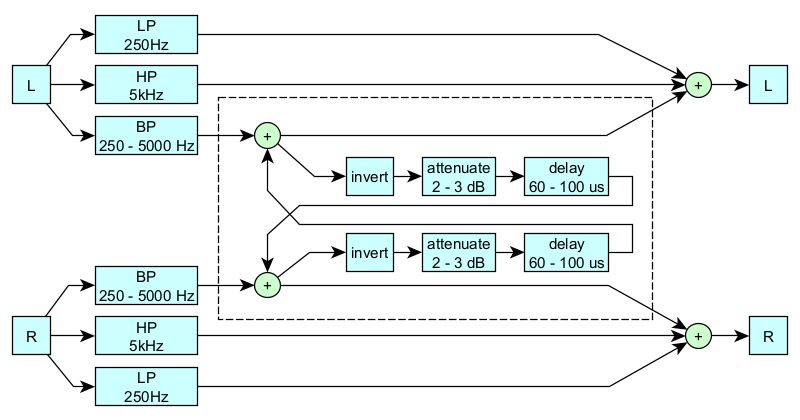 LP
250Hz
L
HP
5kHz
+
L
BP
250 - 5000 Hz
+
invert
attenuate
2 - 3 dB
delay
60 - 100 us
invert
attenuate
2 - 3 dB
delay
60 - 100 us
BP
250 - 5000 Hz
+
R
HP
5kHz
+
R
LP
250Hz